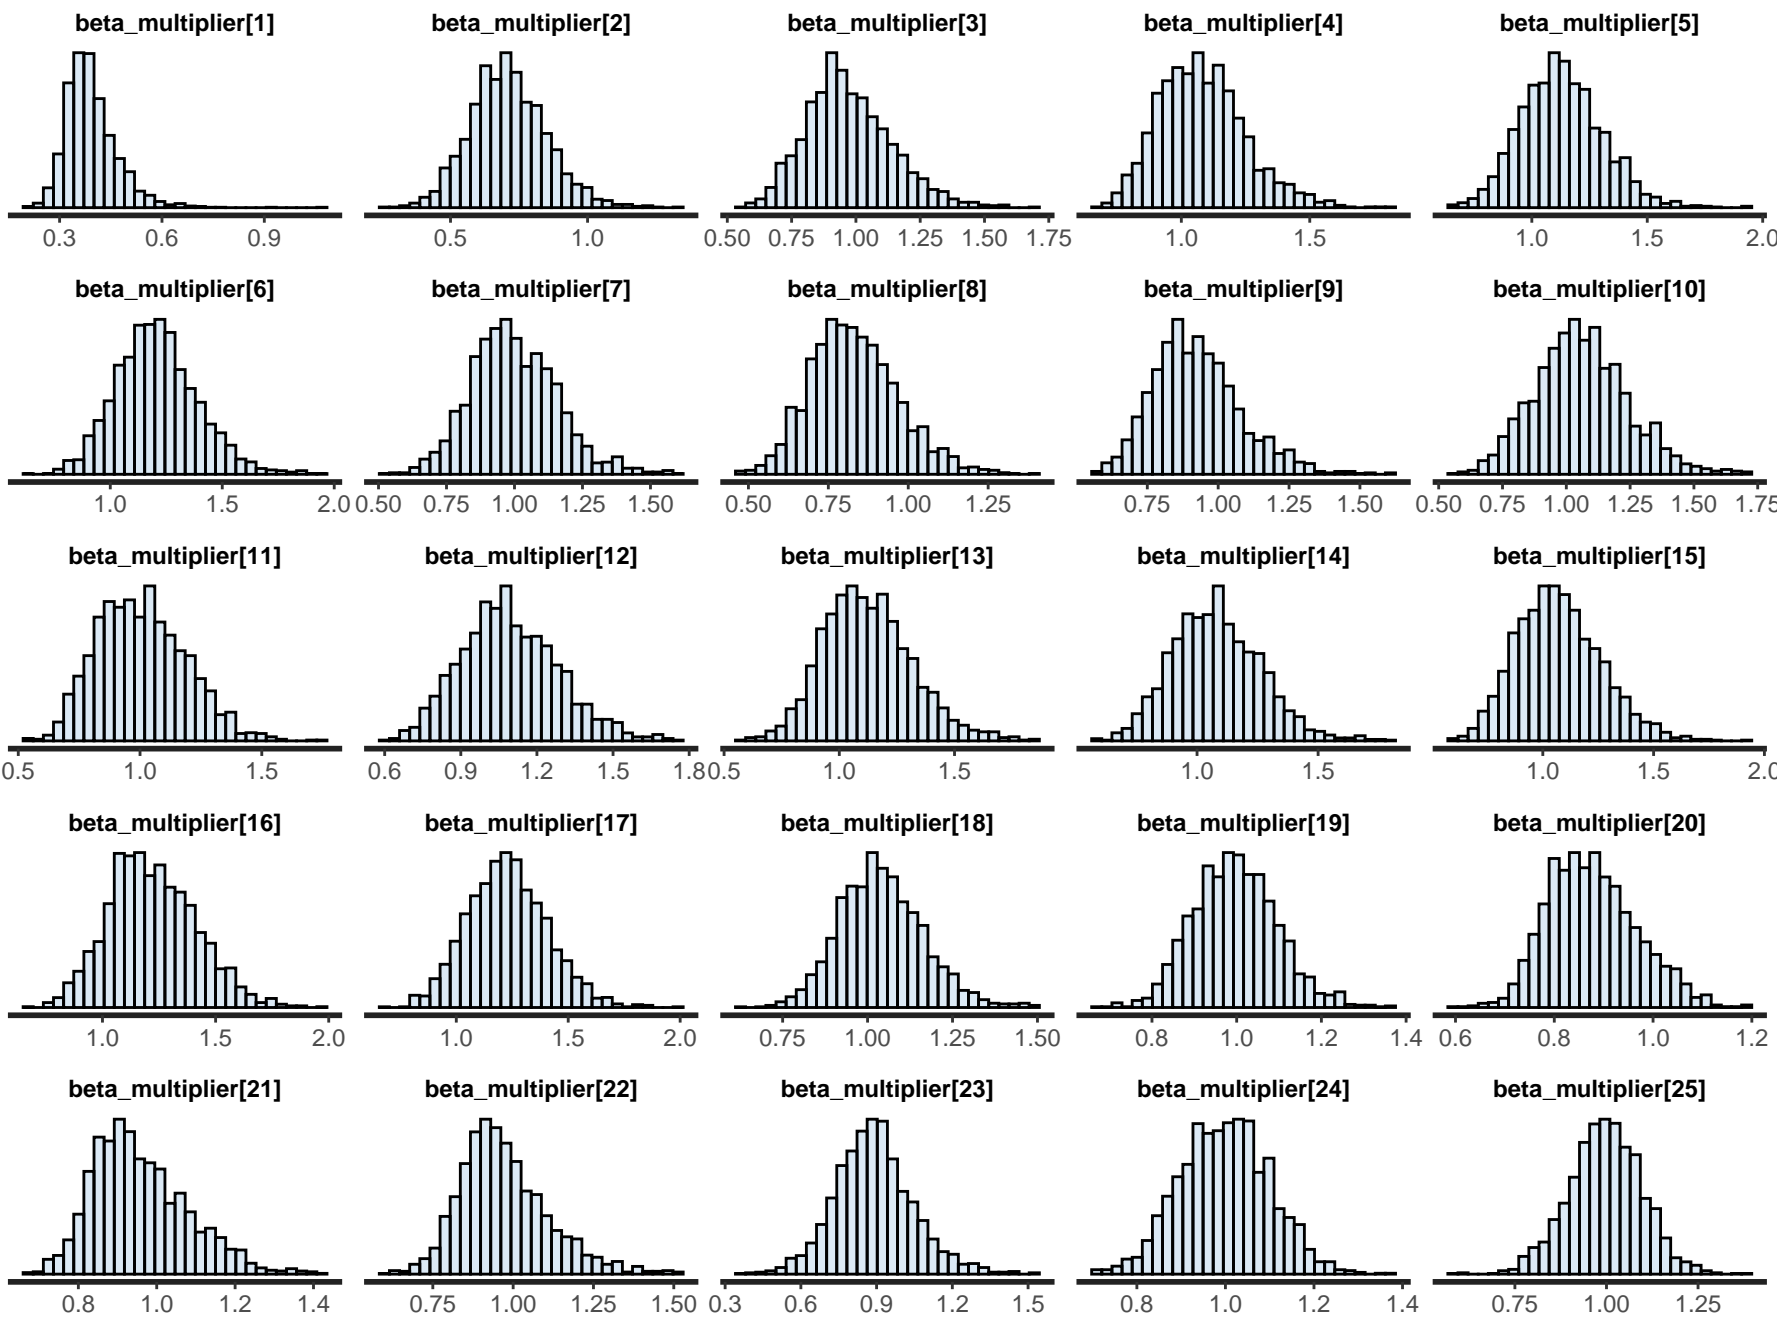 beta_multiplier[1] beta_multiplier[2] beta_multiplier[3] beta_multiplier[4] beta_multiplier[5]
0.3 0.6 0.9 0.5 1.0 0.50 0.75 1.00 1.25 1.50 1.75 1.0 1.5 1.0 1.5 2.0
beta_multiplier[6] beta_multiplier[7] beta_multiplier[8] beta_multiplier[9] beta_multiplier[10]
1.0 1.5 2.0 0.50 0.75 1.00 1.25 1.50 0.50 0.75 1.00 1.25 0.75 1.00 1.25 1.50 0.50 0.75 1.00 1.25 1.50 1.75
beta_multiplier[11] beta_multiplier[12] beta_multiplier[13] beta_multiplier[14] beta_multiplier[15]
0.5 1.0 1.5 0.6 0.9 1.2 1.5 1.8 0.5 1.0 1.5 1.0 1.5 1.0 1.5 2.0
beta_multiplier[16] beta_multiplier[17] beta_multiplier[18] beta_multiplier[19] beta_multiplier[20]
1.0 1.5 2.0 1.0 1.5 2.0 0.75 1.00 1.25 1.50 0.8 1.0 1.2 1.4 0.6 0.8 1.0 1.2
beta_multiplier[21] beta_multiplier[22] beta_multiplier[23] beta_multiplier[24] beta_multiplier[25]
0.8 1.0 1.2 1.4 0.75 1.00 1.25 1.50 0.3 0.6 0.9 1.2 1.5 0.8 1.0 1.2 1.4 0.75 1.00 1.25